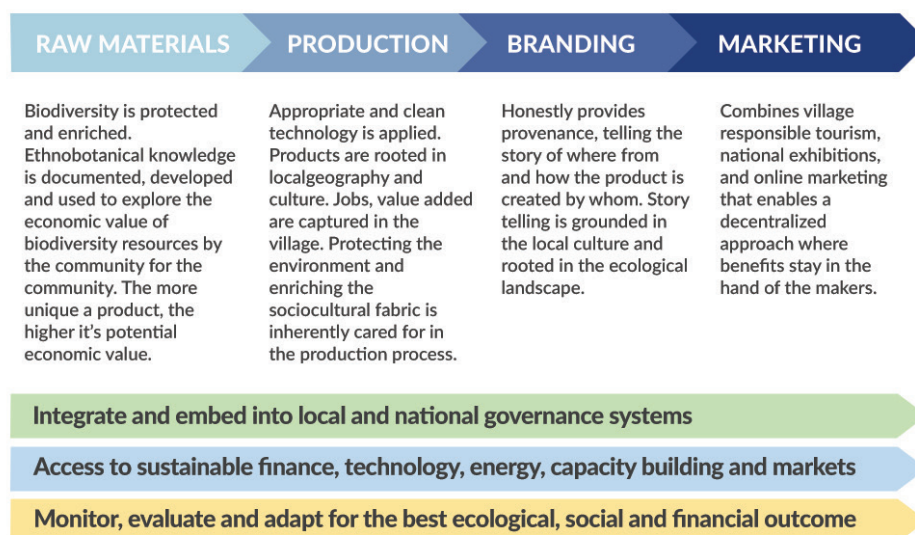 RAW MATERIALS
PRODUCTION
BRANDING
MARKETING
Biodiversity is protected
and enriched.
Ethnobotanical knowledge
is documented, developed
and used to explore the
economic value of
biodiversity resources by
the community for the
community. The more
unique a product, the
higher it's potential
economic value.
Appropriate and clean
technology is applied.
Products are rooted in
localgeography and
culture. Jobs, value added
are captured in the
village. Protecting the
environment and
enriching the
sociocultural fabric is
inherently cared for in
the production process.
Honestly provides
provenance, telling the
story of where from
and how the product is
created by whom. Story
telling is grounded in
the local culture and
rooted in the ecological
landscape.
Combines village
responsible tourism,
national exhibitions,
and online marketing
that enables a
decentralized
approach where
benefits stay in the
hand of the makers.
Integrate and embed into local and national governance systems
Access to sustainable finance, technology, energy, capacity building and markets
Monitor, evaluate and adapt for the best ecological, social and financial outcome